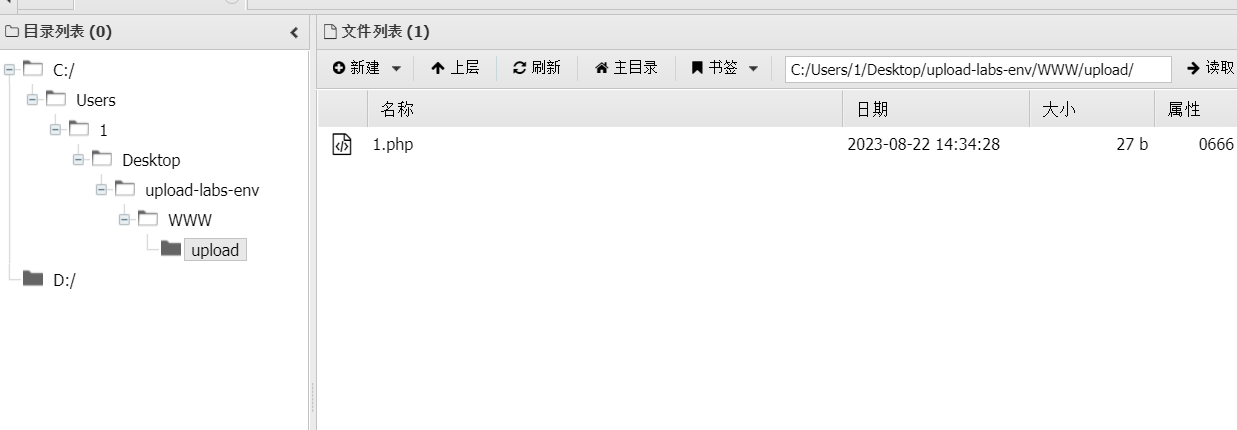 目录列表 (0)
C:/
Users
1
Desktop
upload-labs-env
WWW
upload
D:/
文件列表 (1)
新建 上层 刷新 主目录 书签 C:/Users/1/Desktop/upload-labs-env/WWW/upload/ 读取
名称 日期 大小 属性
1.php 2023-08-22 14:34:28 27 b 0666